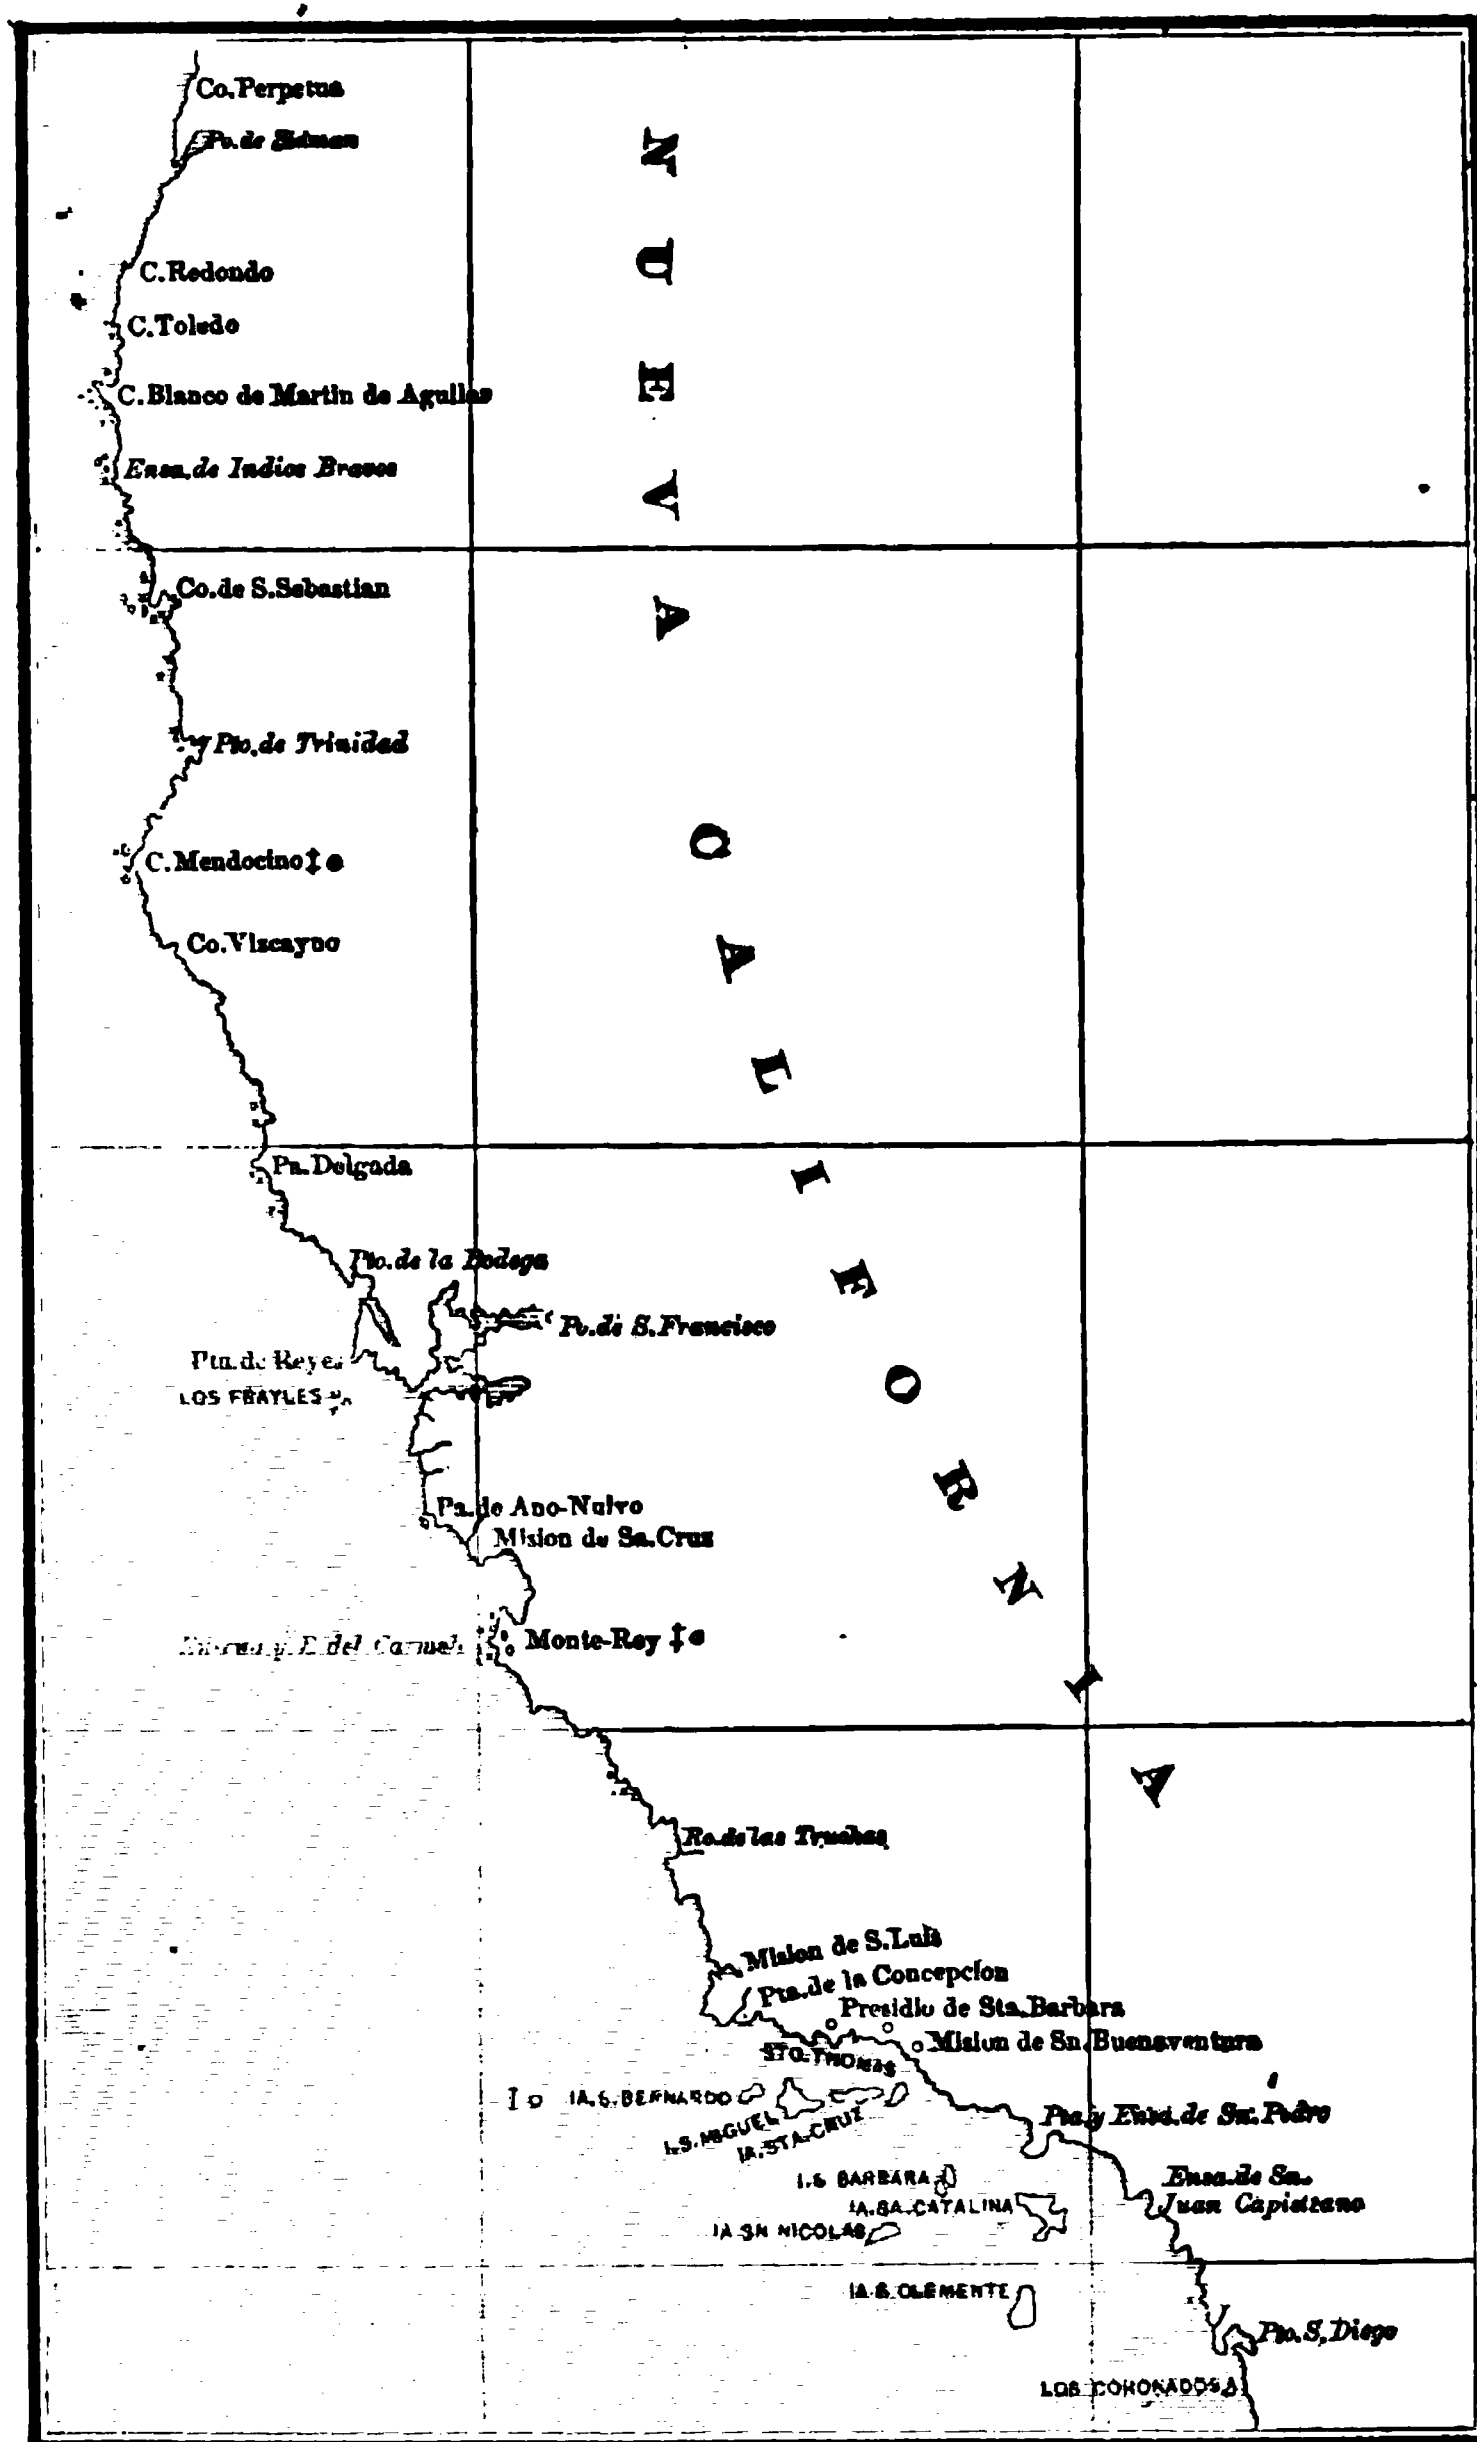 Co. Perpetua
Po. de
C. Redondo
C. Toledo
C. Blanco de Martin de Aguilar
Ensa. de Indios Bravos
Co. de S. Sebastian
Pto. de Trinidad
C. Mendocino ‡
Co. Viscayno
NUEVA CALIFORNIA
Pa. Delgada
Pto. de la Bodega
Po. de S. Francisco
Pta. de Reyes
LOS FRAYLES
Pa. de Ano-Nuivo
Mision de Sa. Cruz
Monte-Rey ‡
y E. del Carmelo
Ro. de las Truchas
Mision de S. Luis
Pta. de la Concepcion
Presidio de Sta. Barbara
Mision de Sn. Buenaventura
STO. THOMAS
IA. S. BERNARDO
I. S. MIGUEL
IA. STA. CRUZ
Pta. y Ensa. de Sn. Pedro
I. S. BARBARA
IA. SA. CATALINA
IA SN NICOLAS
Ensa. de Sn.
Juan Capistrano
IA. S. CLEMENTE
Pto. S. Diego
LOS CORONADOS